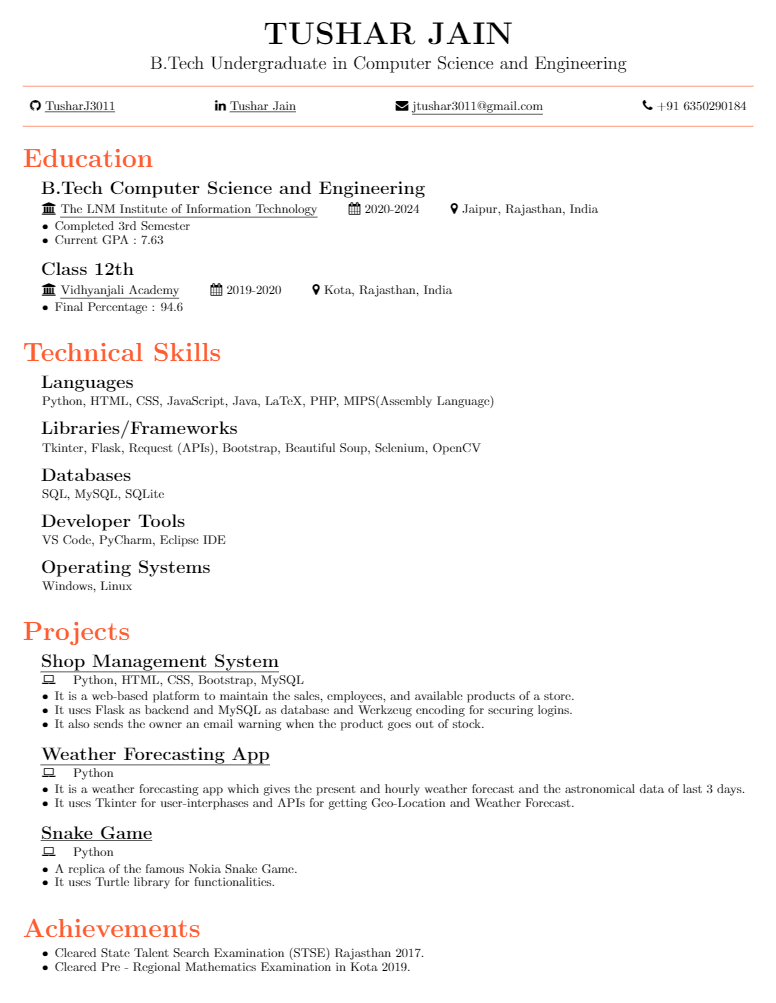 TUSHAR JAIN
B.Tech Undergraduate in Computer Science and Engineering
TusharJ3011 Tushar Jain jtushar3011@gmail.com +91 6350290184
Education
B.Tech Computer Science and Engineering
The LNM Institute of Information Technology 2020-2024 Jaipur, Rajasthan, India
• Completed 3rd Semester
• Current GPA : 7.63
Class 12th
Vidhyanjali Academy 2019-2020 Kota, Rajasthan, India
• Final Percentage : 94.6
Technical Skills
Languages
Python, HTML, CSS, JavaScript, Java, LaTeX, PHP, MIPS(Assembly Language)
Libraries/Frameworks
Tkinter, Flask, Request (APIs), Bootstrap, Beautiful Soup, Selenium, OpenCV
Databases
SQL, MySQL, SQLite
Developer Tools
VS Code, PyCharm, Eclipse IDE
Operating Systems
Windows, Linux
Projects
Shop Management System
Python, HTML, CSS, Bootstrap, MySQL
• It is a web-based platform to maintain the sales, employees, and available products of a store.
• It uses Flask as backend and MySQL as database and Werkzeug encoding for securing logins.
• It also sends the owner an email warning when the product goes out of stock.
Weather Forecasting App
Python
• It is a weather forecasting app which gives the present and hourly weather forecast and the astronomical data of last 3 days.
• It uses Tkinter for user-interphases and APIs for getting Geo-Location and Weather Forecast.
Snake Game
Python
• A replica of the famous Nokia Snake Game.
• It uses Turtle library for functionalities.
Achievements
• Cleared State Talent Search Examination (STSE) Rajasthan 2017.
• Cleared Pre - Regional Mathematics Examination in Kota 2019.